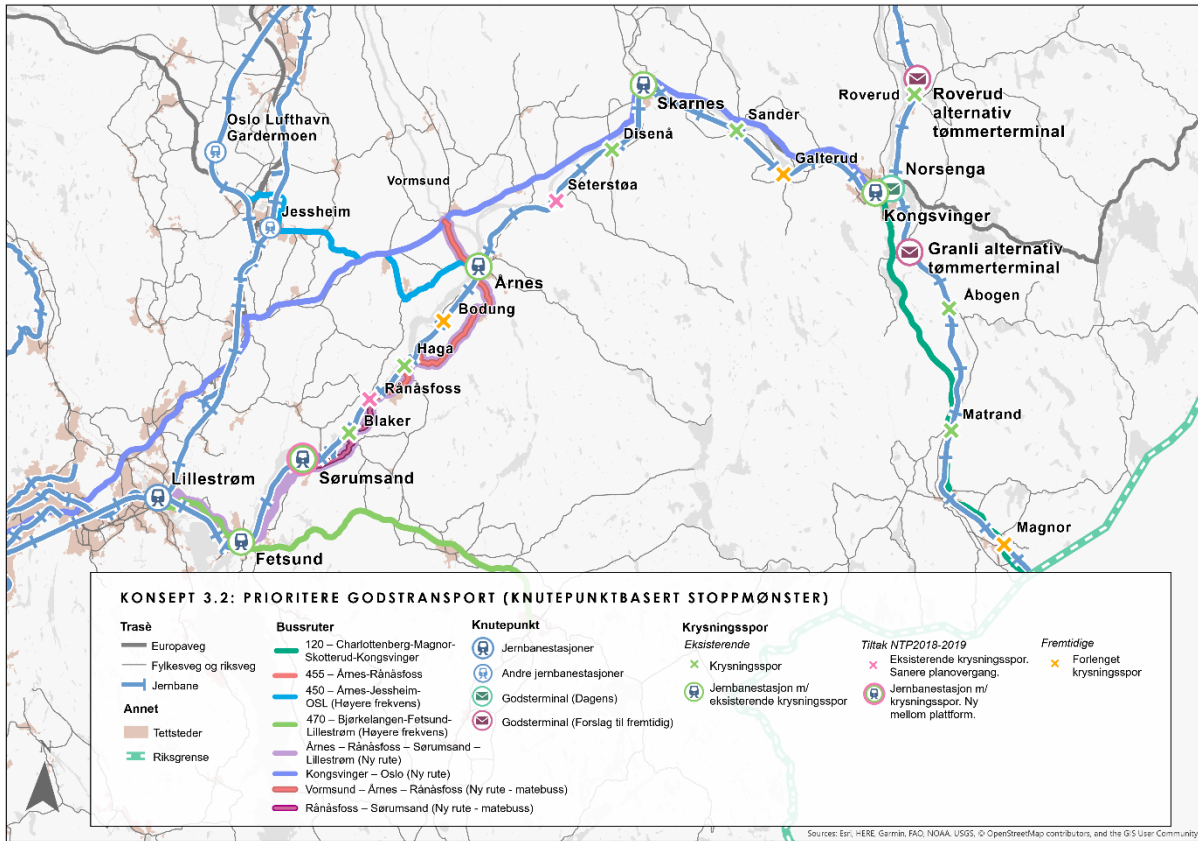 Oslo Lufthavn
Gardermoen
Jessheim
Vormsund
Årnes
Bodung
Haga
Rånåsfoss
Blaker
Sørumsand
Lillestrøm
Fetsund
Seterstøa
Disenå
Skarnes
Sander
Galterud
Roverud
Roverud
alternativ
tømmerterminal
Norsenga
Kongsvinger
Granli alternativ
tømmerterminal
Åbogen
Matrand
Magnor
KONSEPT 3.2: PRIORITERE GODSTRANSPORT (KNUTEPUNKTBASERT STOPPMØNSTER)
Trasè
Europaveg
Fylkesveg og riksveg
Jernbane
Annet
Tettsteder
Riksgrense
Bussruter
120 – Charlottenberg-Magnor-
Skotterud-Kongsvinger
455 – Årnes-Rånåsfoss
450 – Årnes-Jessheim-
OSL (Høyere frekvens)
470 – Bjørkelangen-Fetsund-
Lillestrøm (Høyere frekvens)
Årnes – Rånåsfoss – Sørumsand –
Lillestrøm (Ny rute)
Kongsvinger – Oslo (Ny rute)
Vormsund – Årnes – Rånåsfoss (Ny rute - matebuss)
Rånåsfoss – Sørumsand (Ny rute - matebuss)
Knutepunkt
Jernbanestasjoner
Andre jernbanestasjoner
Godsterminal (Dagens)
Godsterminal (Forslag til fremtidig)
Krysningsspor
Eksisterende
Krysningsspor
Jernbanestasjon m/
eksisterende krysningsspor
Tiltak NTP2018-2019
Eksisterende krysningsspor.
Sanere planovergang.
Jernbanestasjon m/
krysningsspor. Ny
mellom plattform.
Fremtidige
Forlenget
krysningsspor
Sources: Esri, HERE, Garmin, FAO, NOAA, USGS, © OpenStreetMap contributors, and the GIS User Community